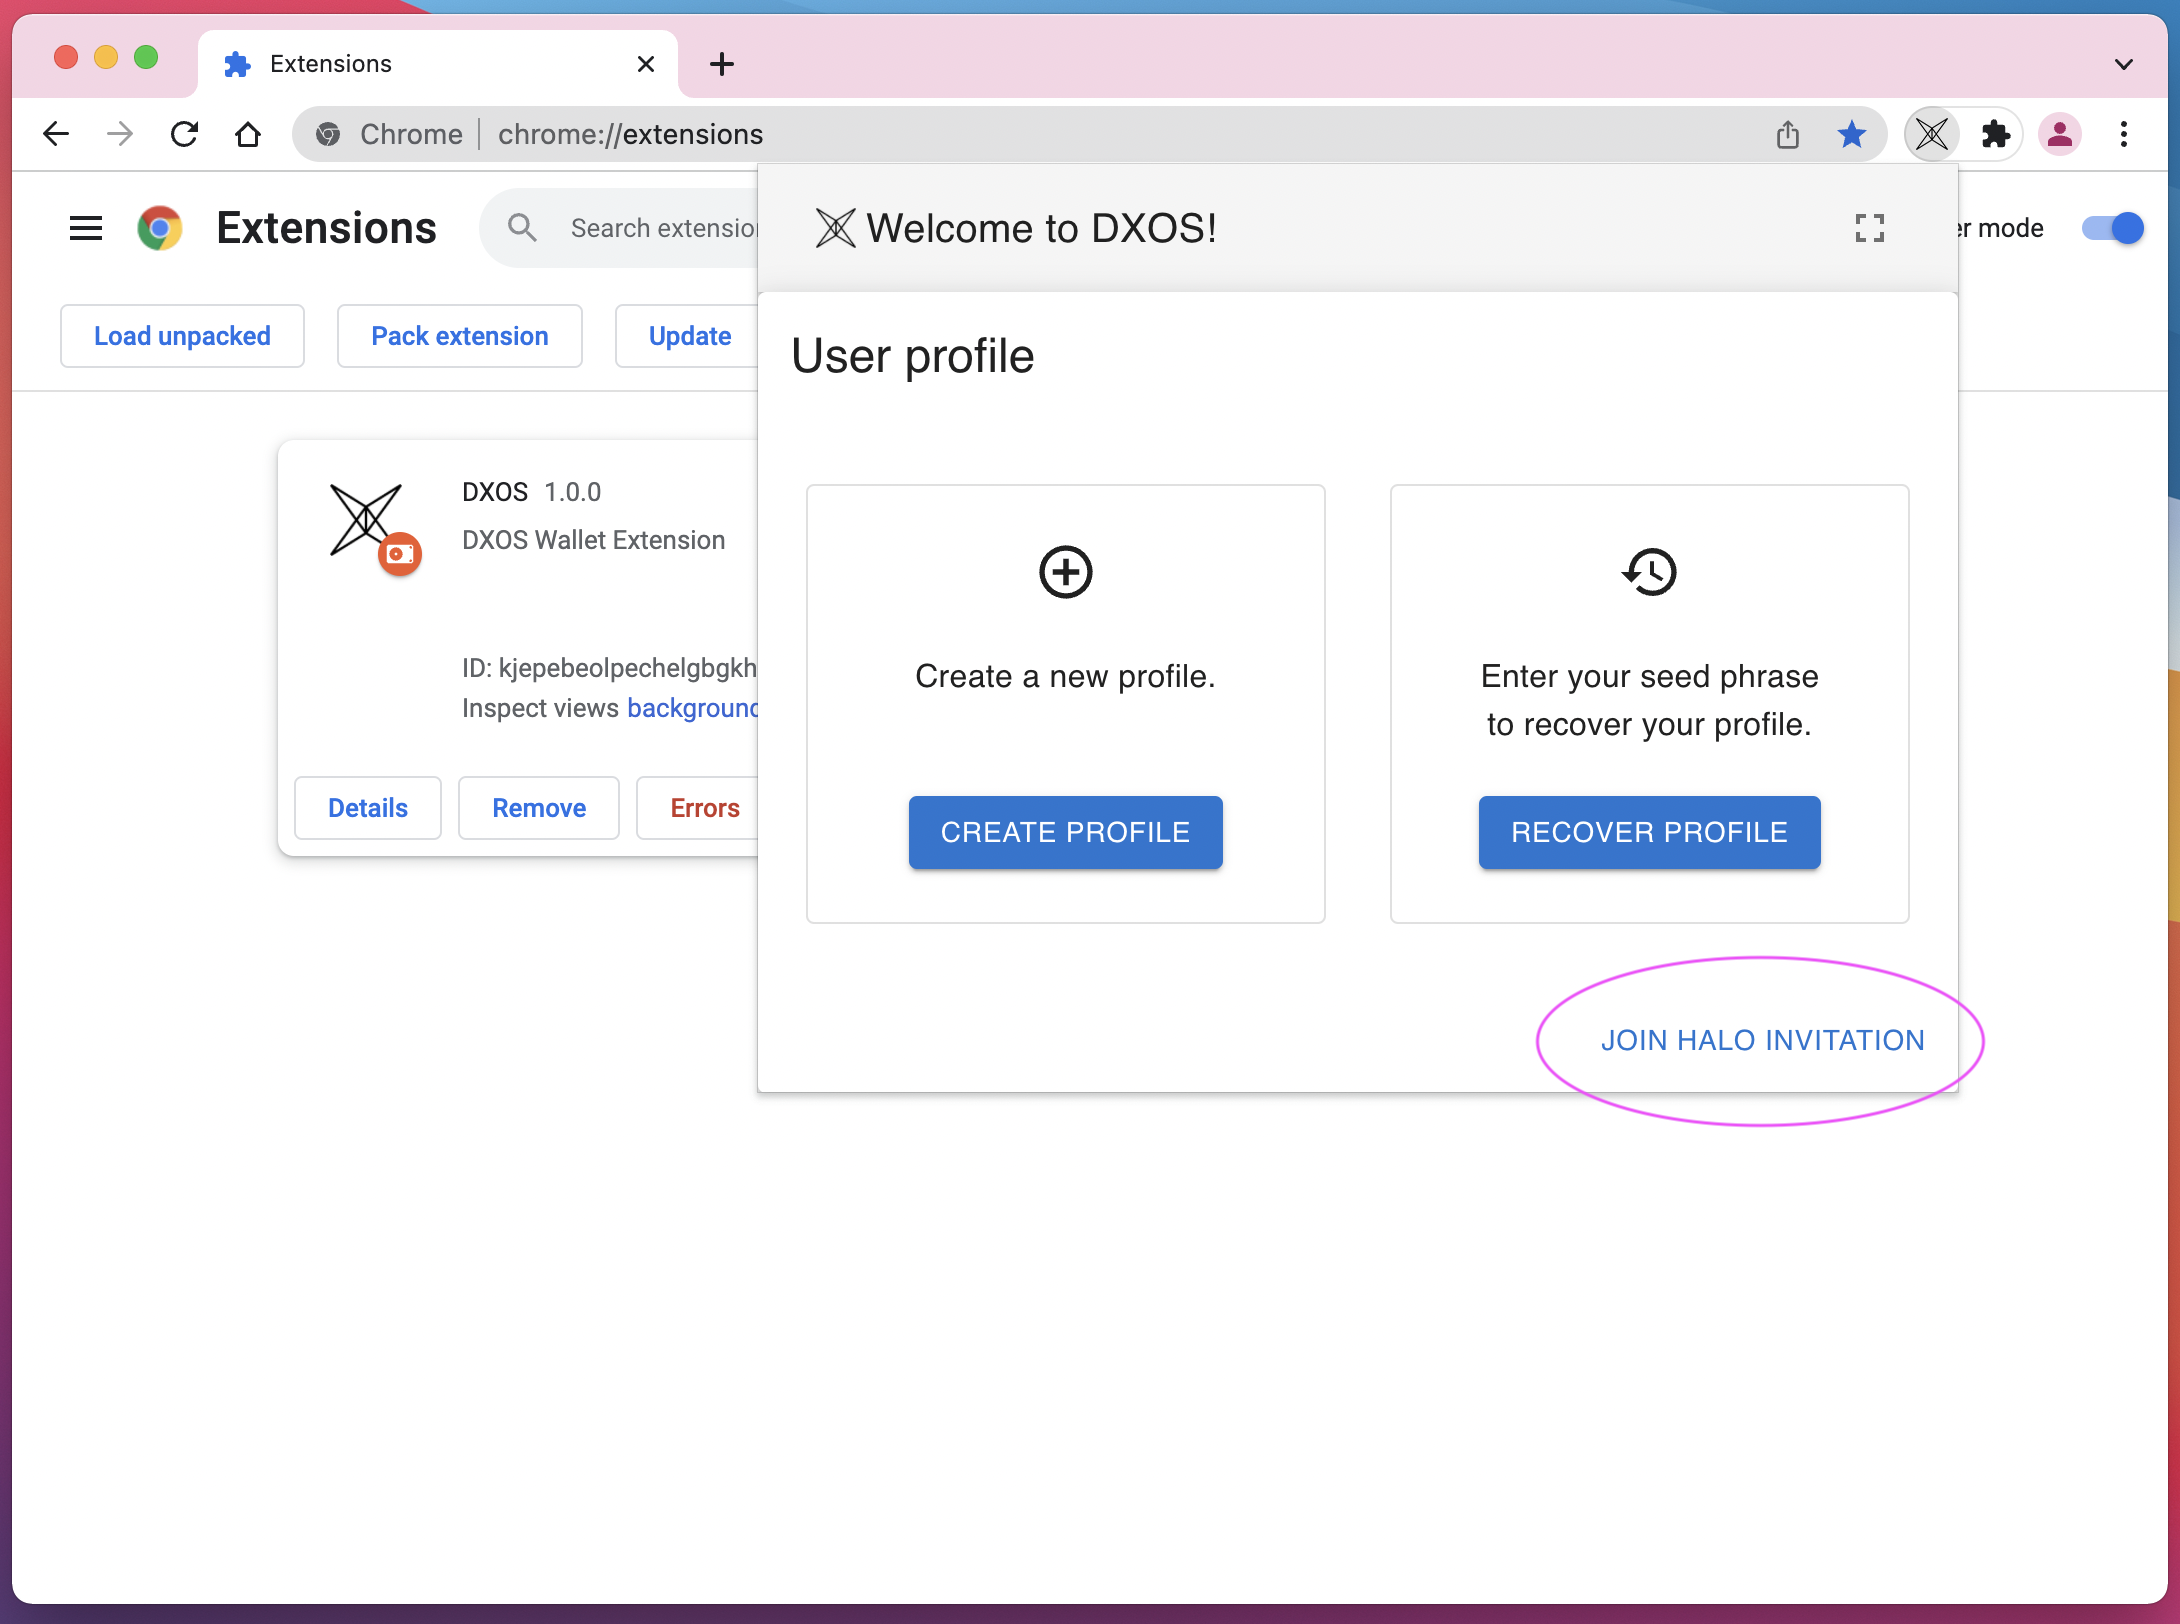 Extensions
Chrome
chrome://extensions
Extensions
Search extensio
er mode
Load unpacked
Pack extension
Update
DXOS 1.0.0
DXOS Wallet Extension
ID: kjepebeolpechelgbgkh
Inspect views background
Details
Remove
Errors
Welcome to DXOS!
User profile
Create a new profile.
CREATE PROFILE
Enter your seed phrase
to recover your profile.
RECOVER PROFILE
JOIN HALO INVITATION